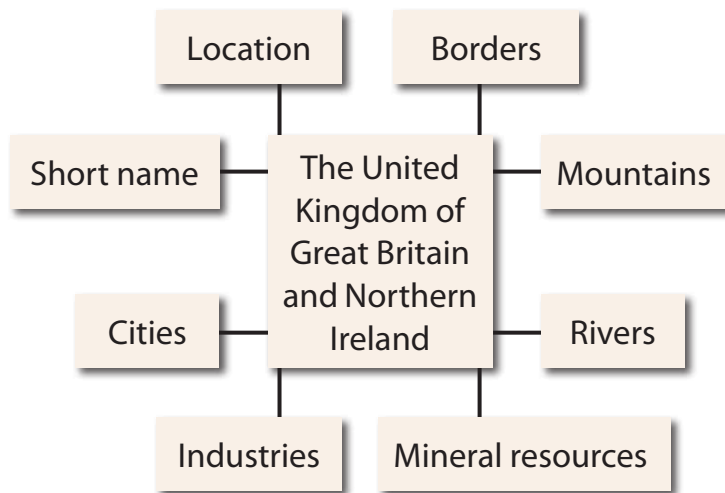 Location
Borders
Short name
The United
Kingdom of
Great Britain
and Northern
Ireland
Mountains
Cities
Rivers
Industries
Mineral resources